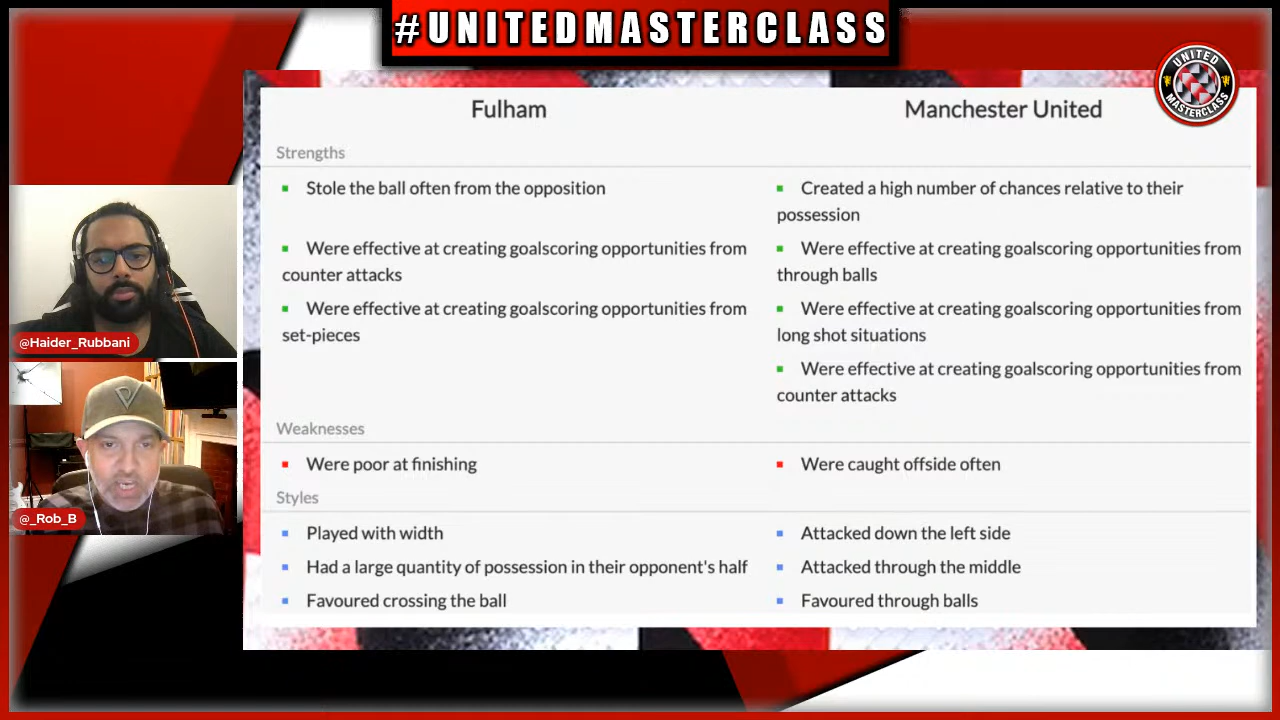 #UNITEDMASTERCLASS
UNITED
MASTERCLASS
Fulham
Manchester United
Strengths
Stole the ball often from the opposition
Created a high number of chances relative to their
possession
Were effective at creating goalscoring opportunities from
counter attacks
Were effective at creating goalscoring opportunities from
through balls
Were effective at creating goalscoring opportunities from
set-pieces
Were effective at creating goalscoring opportunities from
long shot situations
Were effective at creating goalscoring opportunities from
counter attacks
Weaknesses
Were poor at finishing
Were caught offside often
Styles
Played with width
Attacked down the left side
Had a large quantity of possession in their opponent's half
Attacked through the middle
Favoured crossing the ball
Favoured through balls
@Haider_Rubbani
@_Rob_B